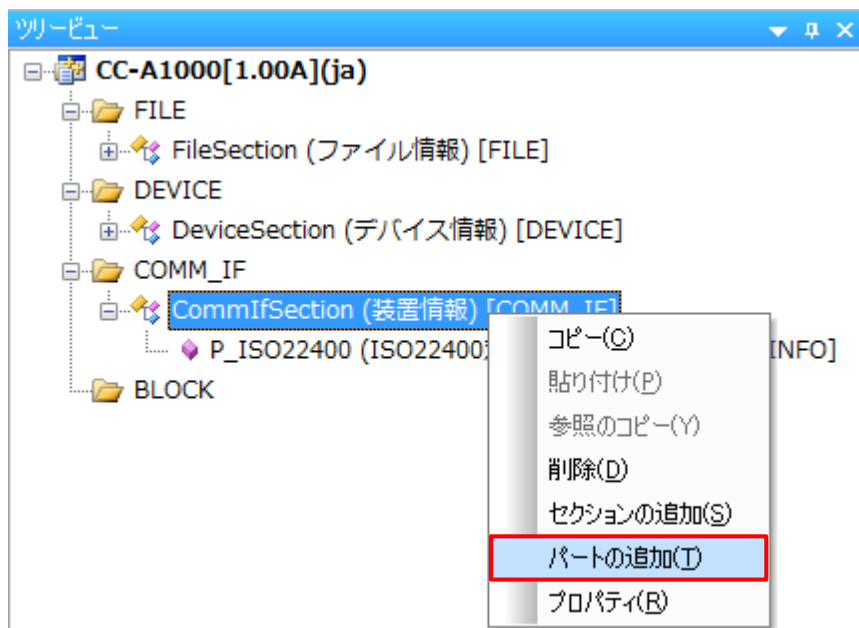 ツリービュー
CC-A1000[1.00A](ja)
FILE
FileSection (ファイル情報) [FILE]
DEVICE
DeviceSection (デバイス情報) [DEVICE]
COMM_IF
CommIfSection (装置情報) [COMM_IF]
P_ISO22400 (ISO22400 INFO]
BLOCK
コピー(C)
貼り付け(P)
参照のコピー(Y)
削除(D)
セクションの追加(S)
パートの追加(T)
プロパティ(R)